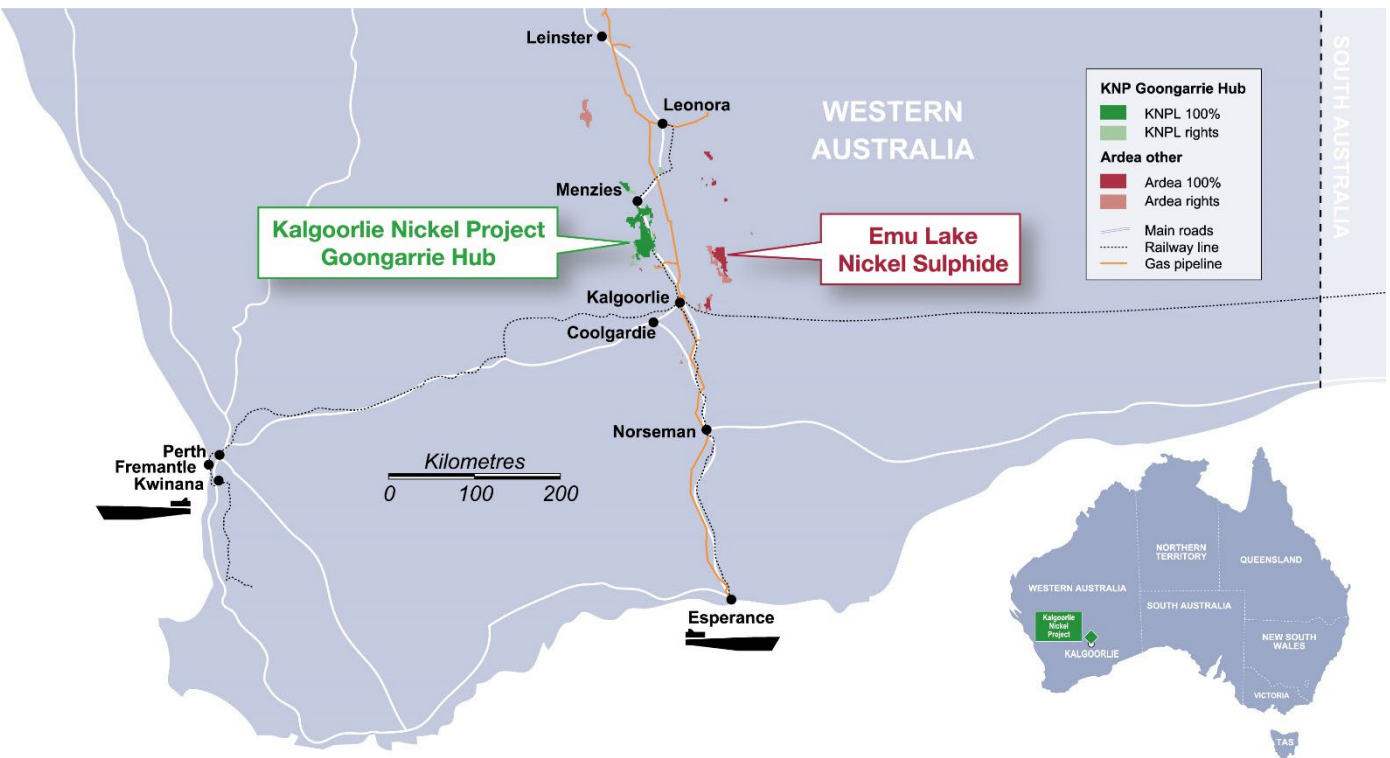 Leinster
Leonora
WESTERN
AUSTRALIA
SOUTH AUSTRALIA
KNP Goongarrie Hub
KNPL 100%
KNPL rights
Ardea other
Ardea 100%
Ardea rights
Main roads
Railway line
Gas pipeline
Menzies
Kalgoorlie Nickel Project
Goongarrie Hub
Emu Lake
Nickel Sulphide
Kalgoorlie
Coolgardie
Norseman
Perth
Fremantle
Kwinana
Kilometres
0 100 200
Esperance
NORTHERN
TERRITORY
QUEENSLAND
WESTERN AUSTRALIA
SOUTH AUSTRALIA
Kalgoorlie
Nickel
Project
KALGOORLIE
NEW SOUTH
WALES
VICTORIA
TAS